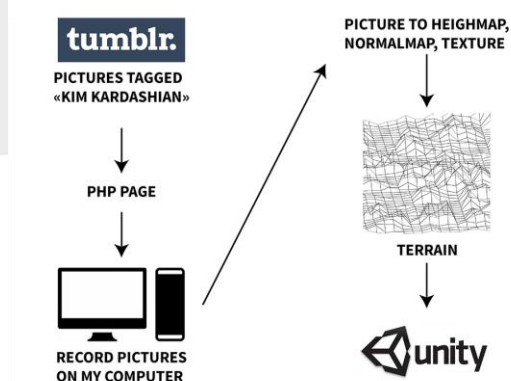 tumblr.
PICTURES TAGGED
«KIM KARDASHIAN»
PHP PAGE
RECORD PICTURES
ON MY COMPUTER
PICTURE TO HEIGHMAP,
NORMALMAP, TEXTURE
TERRAIN
unity